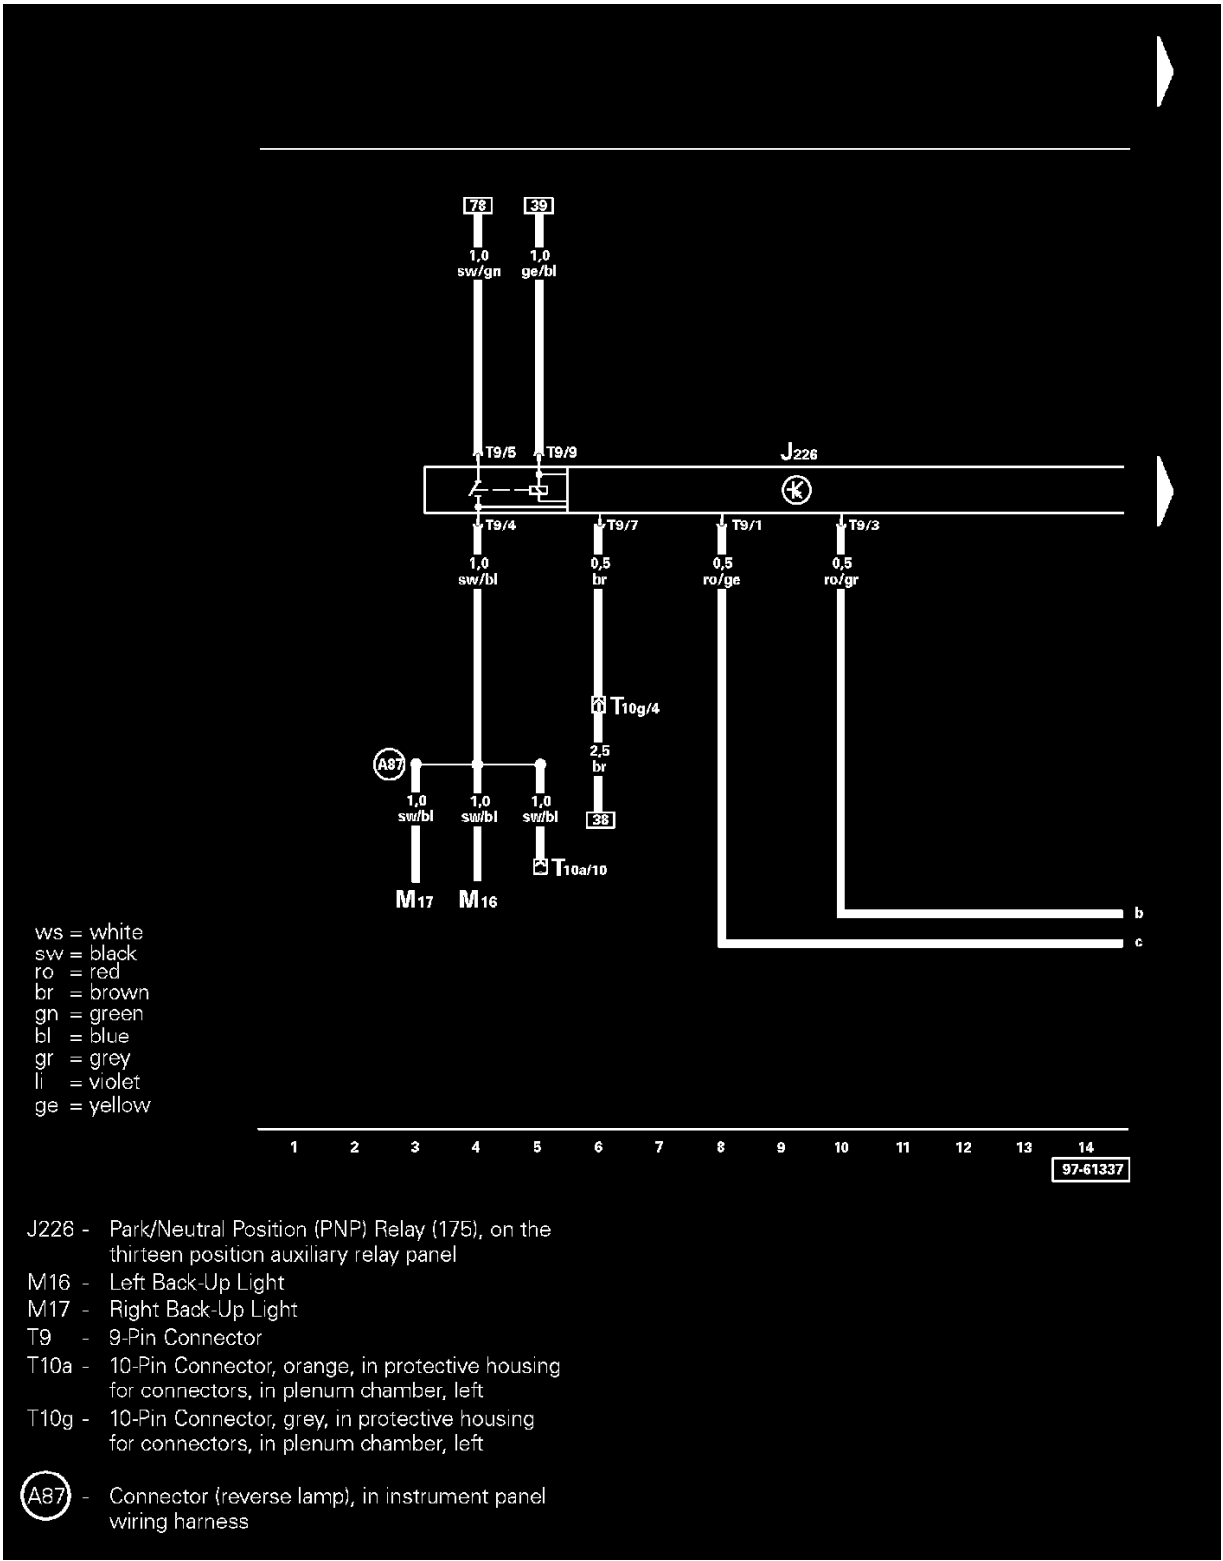 78 39
1,0 1,0
sw/gn ge/bl
T9/5 T9/9 J226
T9/4 T9/7 T9/1 T9/3
1,0 0,5 0,5 0,5
sw/bl br ro/ge ro/gr
T10g/4
2,5
br
A87
1,0 1,0 1,0
sw/bl sw/bl sw/bl
38
T10a/10
M17 M16
b
c
ws = white
sw = black
ro = red
br = brown
gn = green
bl = blue
gr = grey
li = violet
ge = yellow
1 2 3 4 5 6 7 8 9 10 11 12 13 14
97-61337
J226 - Park/Neutral Position (PNP) Relay (175), on the
thirteen position auxiliary relay panel
M16 - Left Back-Up Light
M17 - Right Back-Up Light
T9 - 9-Pin Connector
T10a - 10-Pin Connector, orange, in protective housing
for connectors, in plenum chamber, left
T10g - 10-Pin Connector, grey, in protective housing
for connectors, in plenum chamber, left
A87 - Connector (reverse lamp), in instrument panel
wiring harness